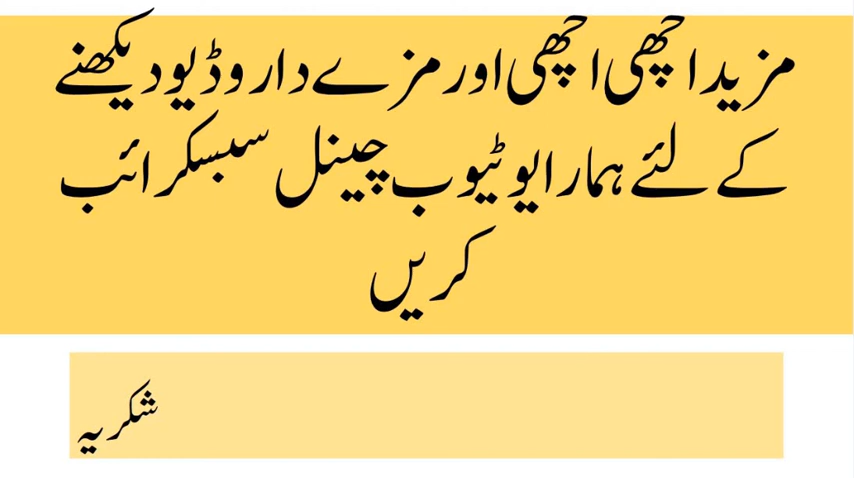 مزید اچھی اچھی اور مزے دار وڈیو دیکھنے
کے لئے ہمارا یوٹیوب چینل سبسکرائب
کریں
شکریہ